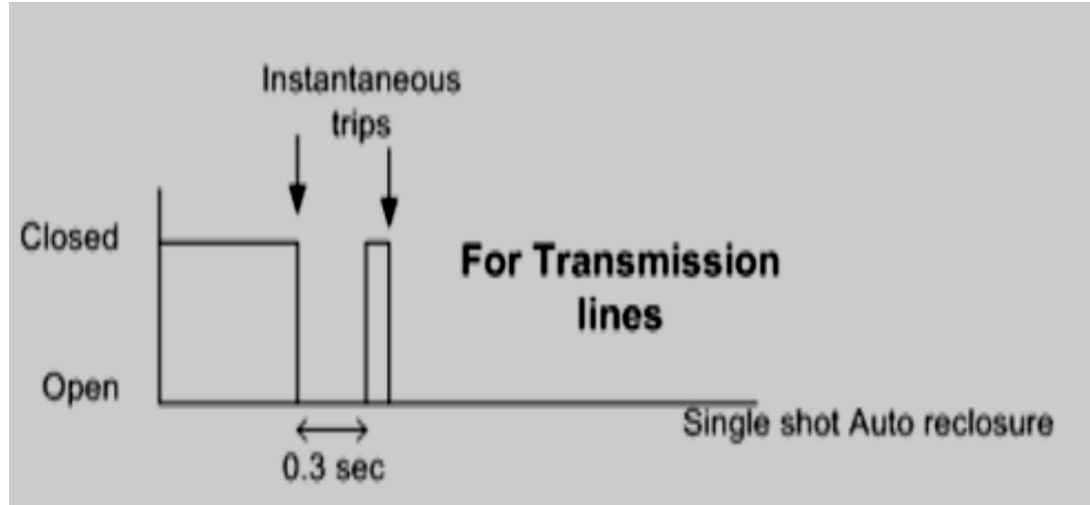 Instantaneous
trips
Closed
For Transmission
lines
Open
Single shot Auto reclosure
0.3 sec